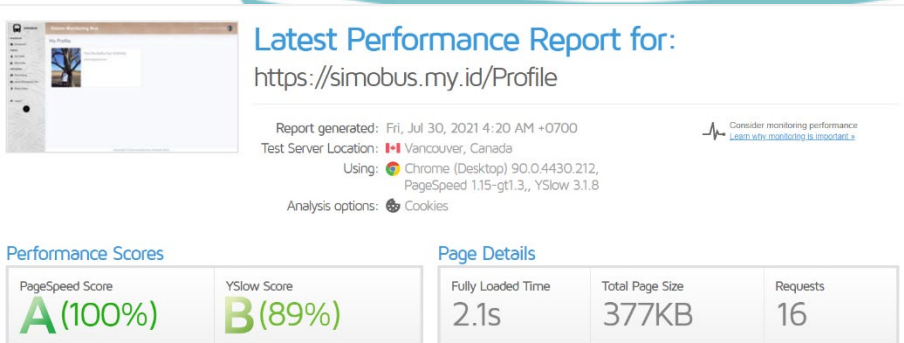 My Profile
Latest Performance Report for:
https://simobus.my.id/Profile
Report generated: Fri, Jul 30, 2021 4:20 AM +0700
Test Server Location: Vancouver, Canada
Using: Chrome (Desktop) 90.0.4430.212,
PageSpeed 1.15-gt1.3,, YSlow 3.1.8
Analysis options: Cookies
Consider monitoring performance
Learn why monitoring is important »
Performance Scores
PageSpeed Score
A (100%)
YSlow Score
B (89%)
Page Details
Fully Loaded Time
2.1s
Total Page Size
377KB
Requests
16